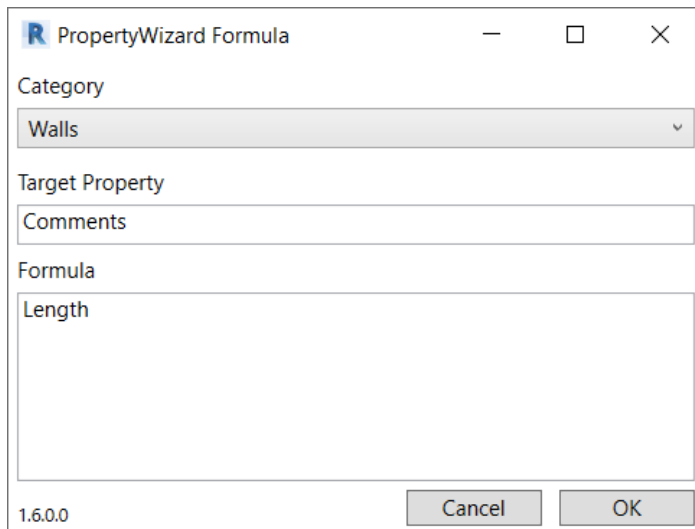 PropertyWizard Formula
Category
Walls
Target Property
Comments
Formula
Length
1.6.0.0
Cancel
OK